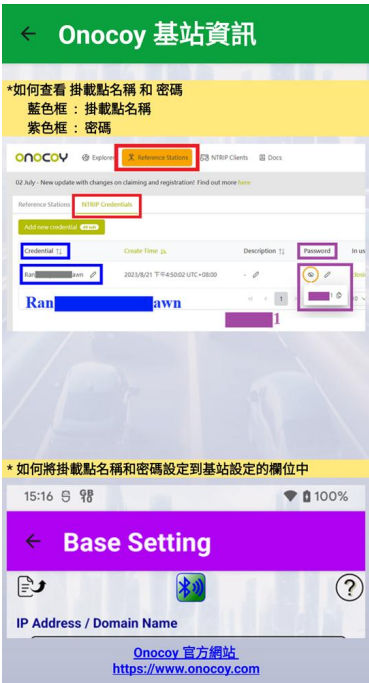 ← Onocoy 基站資訊
*如何查看 掛載點名稱 和 密碼
藍色框 : 掛載點名稱
紫色框 : 密碼
onocoy Explorer Reference Stations NTRIP Clients Docs
02 July - New update with changes on claiming and registration! Find out more here
Reference Stations NTRIP Credentials
Add new credential
Credential Create Time Description Password In us
Ran awn 2023/8/21 下午4:50:02 UTC+08:00 -
1
« ‹ 1
Ran awn
1
* 如何將掛載點名稱和密碼設定到基站設定的欄位中
15:16 100%
← Base Setting
?
IP Address / Domain Name
Onocoy 官方網站
https://www.onocoy.com